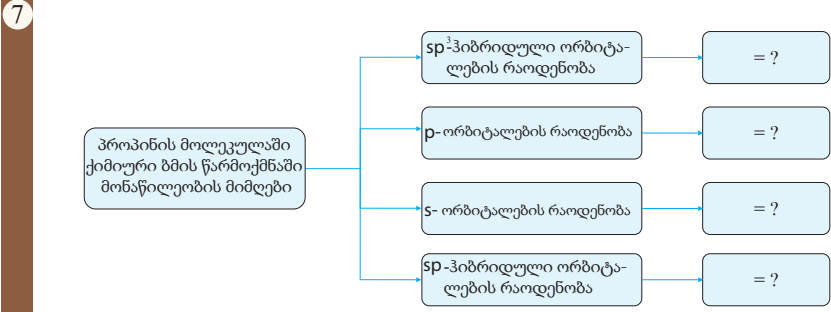 7
პროპინის მოლეკულაში
ქიმიური ბმის წარმოქმნაში
მონაწილეობის მიმღები
sp³-ჰიბრიდული ორბიტა-
ლების რაოდენობა
= ?
p-ორბიტალების რაოდენობა
= ?
s- ორბიტალების რაოდენობა
= ?
sp-ჰიბრიდული ორბიტა-
ლების რაოდენობა
= ?